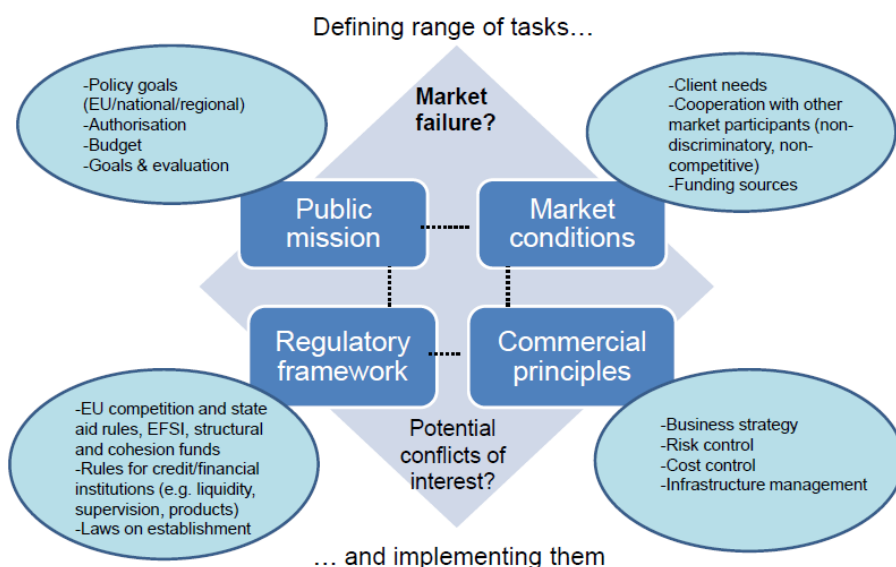 Defining range of tasks…
-Policy goals
(EU/national/regional)
-Authorisation
-Budget
-Goals & evaluation
Market
failure?
-Client needs
-Cooperation with other
market participants (non-
discriminatory, non-
competitive)
-Funding sources
Public
mission
Market
conditions
Regulatory
framework
Commercial
principles
-EU competition and state
aid rules, EFSI, structural
and cohesion funds
-Rules for credit/financial
institutions (e.g. liquidity,
supervision, products)
-Laws on establishment
Potential
conflicts of
interest?
-Business strategy
-Risk control
-Cost control
-Infrastructure management
… and implementing them